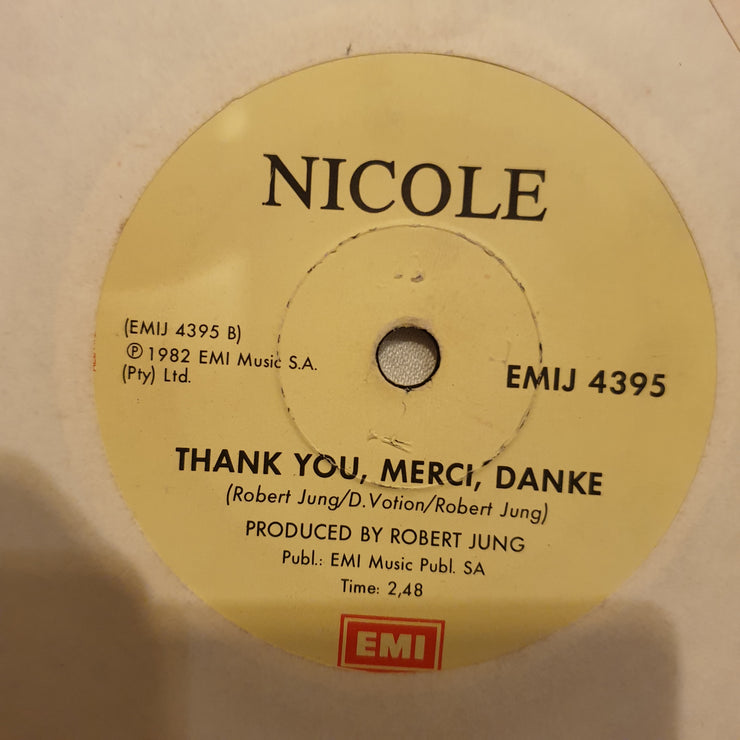 NICOLE
(EMIJ 4395 B)
℗ 1982 EMI Music S.A.
(Pty) Ltd.
EMIJ 4395
THANK YOU, MERCI, DANKE
(Robert Jung/D.Votion/Robert Jung)
PRODUCED BY ROBERT JUNG
Publ.: EMI Music Publ. SA
Time: 2,48
EMI